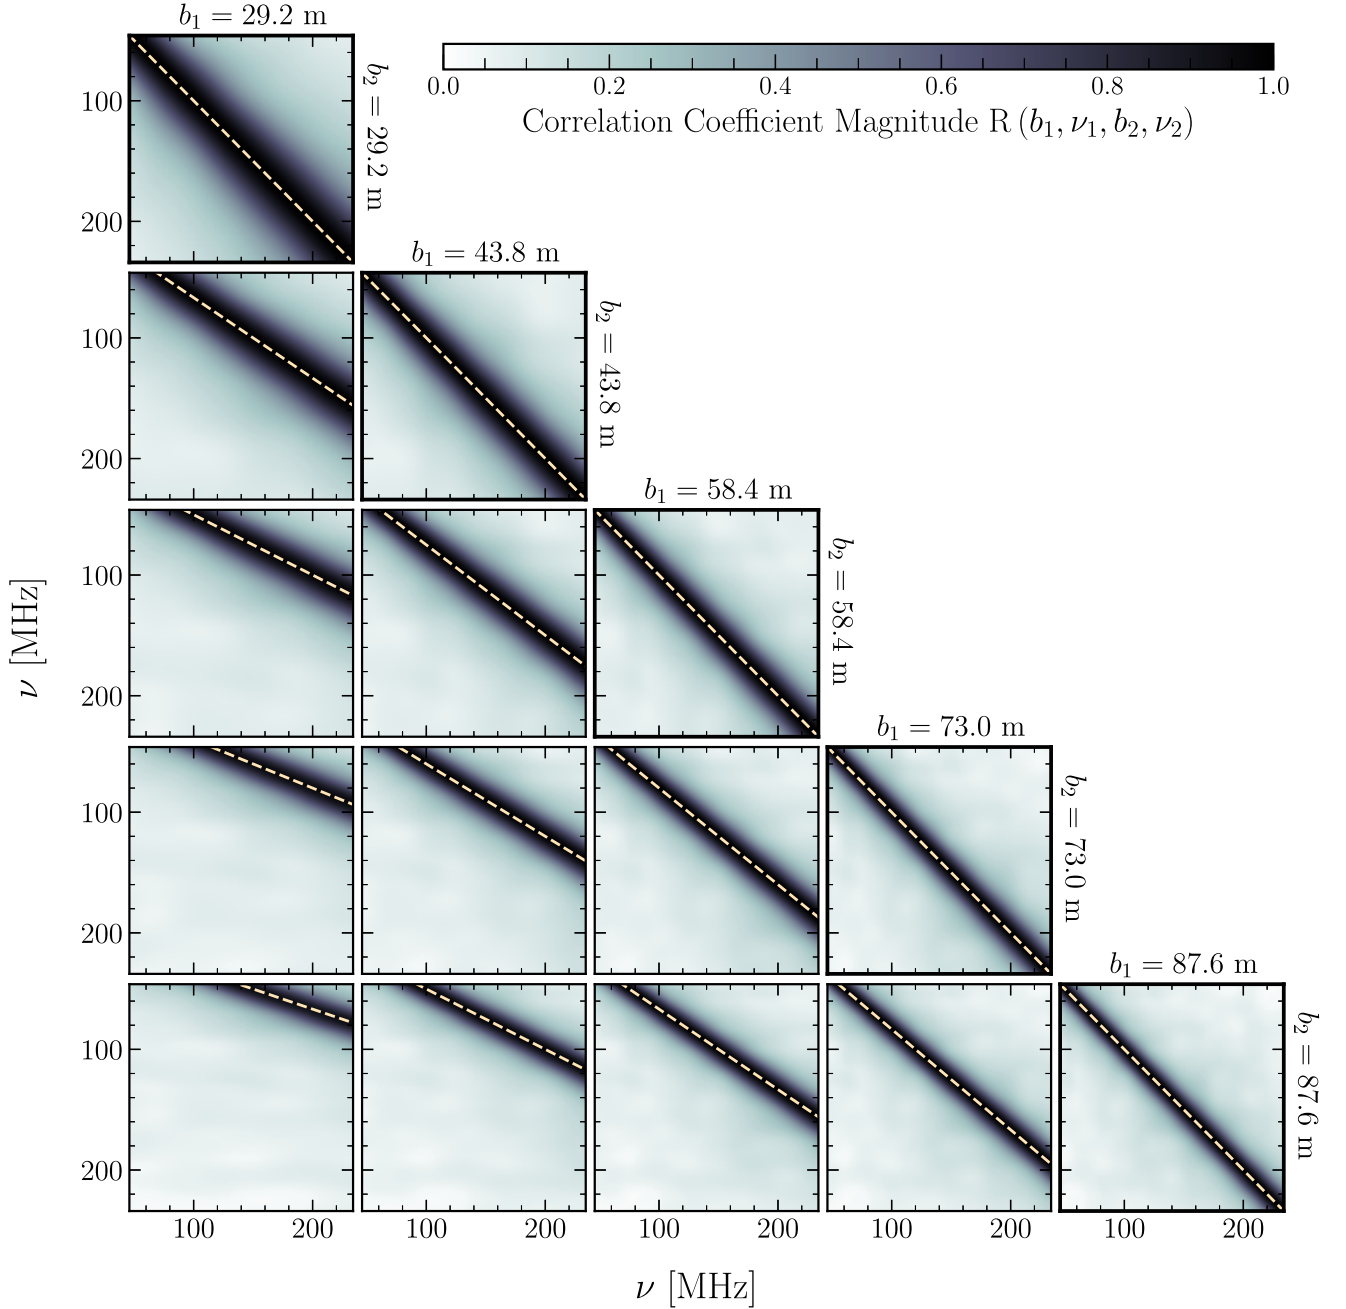 b₁ = 29.2 m
0.0 0.2 0.4 0.6 0.8 1.0
Correlation Coefficient Magnitude R (b₁, ν₁, b₂, ν₂)
b₂ = 29.2 m
100
200
b₁ = 43.8 m
b₂ = 43.8 m
100
200
b₁ = 58.4 m
b₂ = 58.4 m
100
200
ν [MHz]
b₁ = 73.0 m
b₂ = 73.0 m
100
200
b₁ = 87.6 m
b₂ = 87.6 m
100
200
100 200 100 200 100 200 100 200 100 200
ν [MHz]